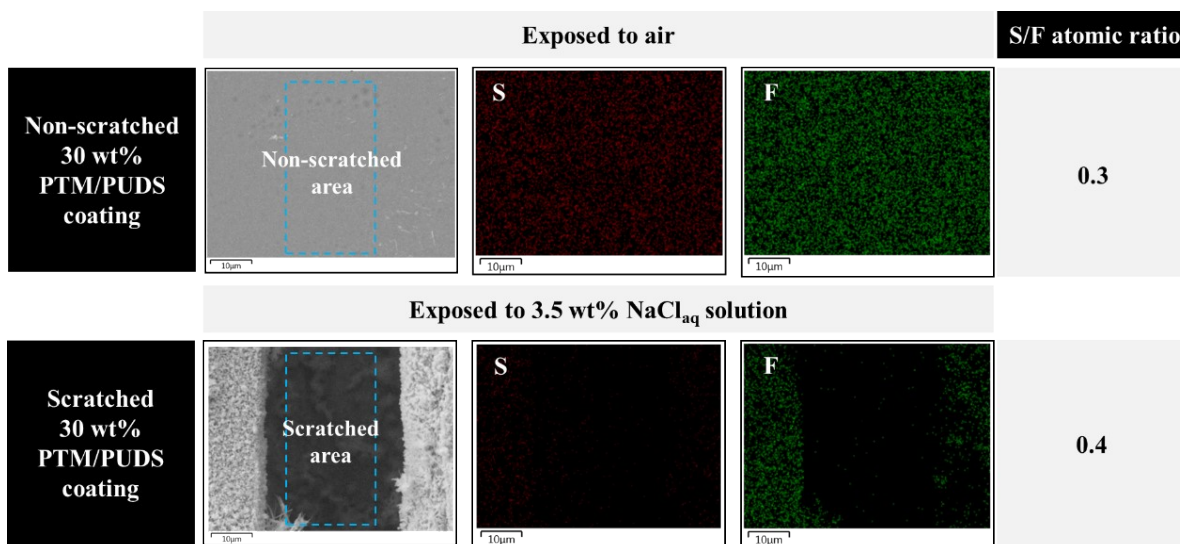 Exposed to air
S/F atomic ratio
Non-scratched
30 wt%
PTM/PUDS
coating
Non-scratched
area
10μm
S
10μm
F
10μm
0.3
Exposed to 3.5 wt% NaClaq solution
Scratched
30 wt%
PTM/PUDS
coating
Scratched
area
10μm
S
10μm
F
10μm
0.4